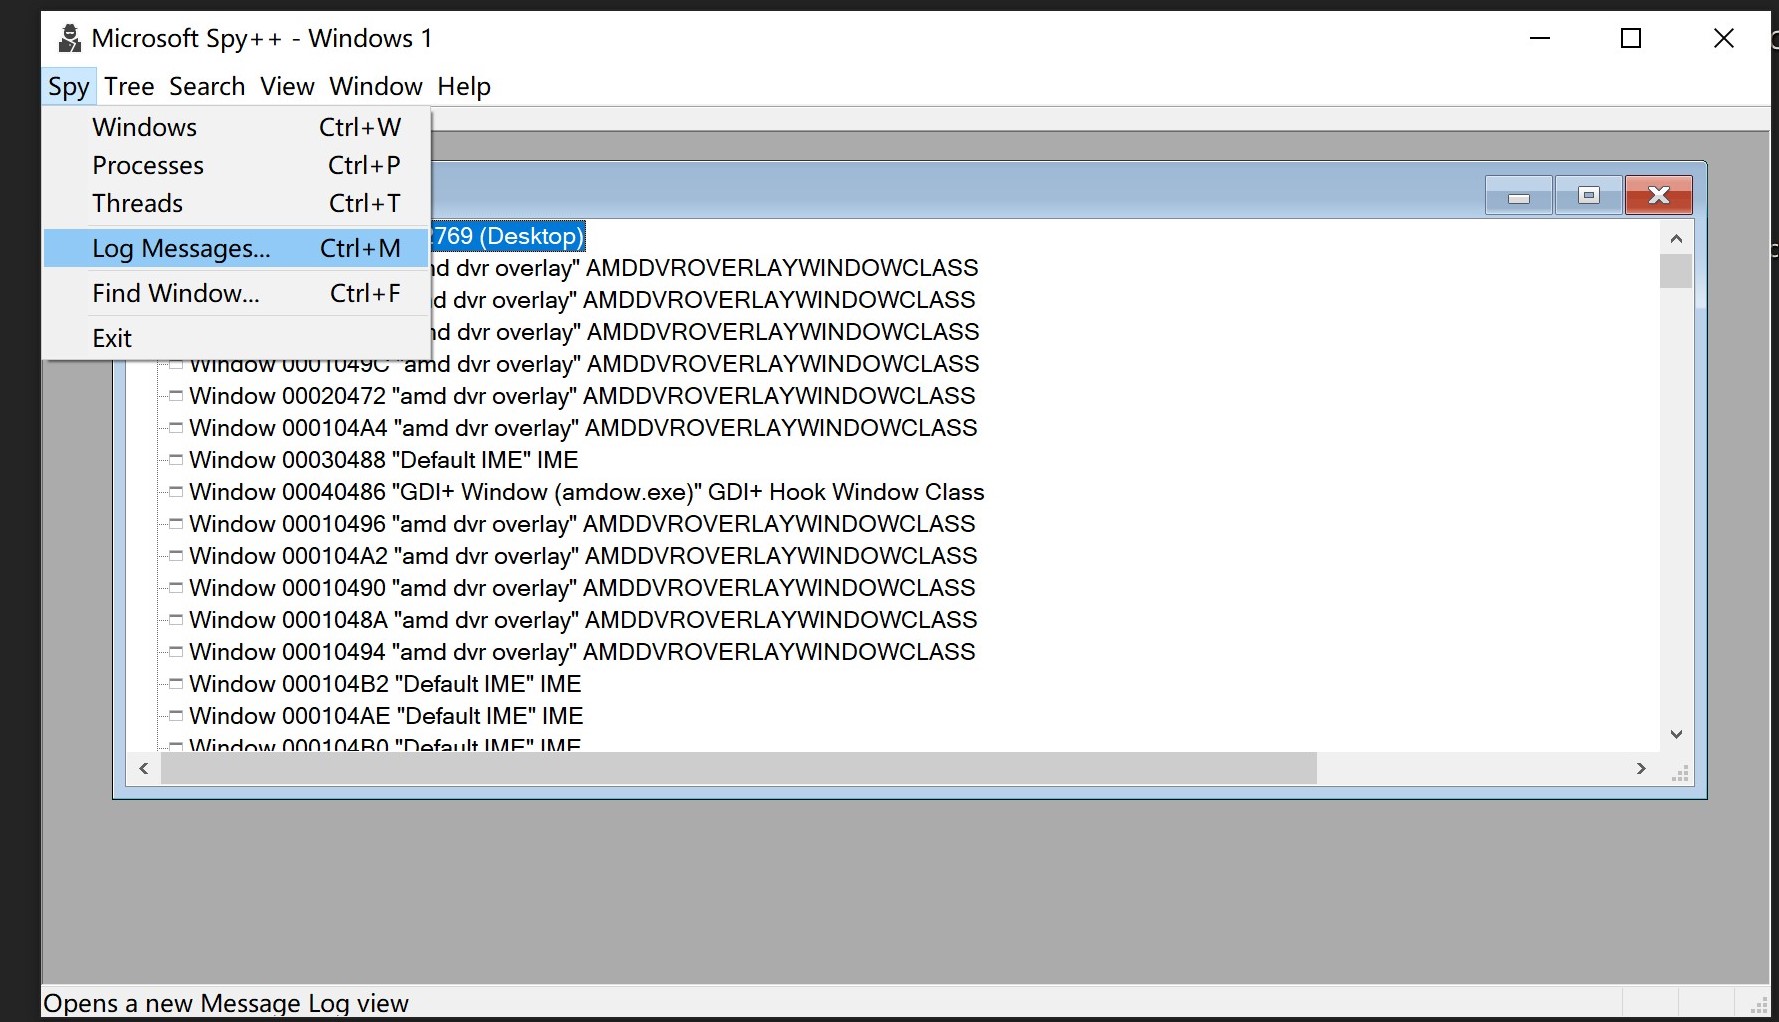 Microsoft Spy++ - Windows 1
Spy Tree Search View Window Help
Windows Ctrl+W
Processes Ctrl+P
Threads Ctrl+T
Log Messages... Ctrl+M
Find Window... Ctrl+F
Exit
2769 (Desktop)
nd dvr overlay" AMDDVROVERLAYWINDOWCLASS
d dvr overlay" AMDDVROVERLAYWINDOWCLASS
nd dvr overlay" AMDDVROVERLAYWINDOWCLASS
Window 0001049C "amd dvr overlay" AMDDVROVERLAYWINDOWCLASS
Window 00020472 "amd dvr overlay" AMDDVROVERLAYWINDOWCLASS
Window 000104A4 "amd dvr overlay" AMDDVROVERLAYWINDOWCLASS
Window 00030488 "Default IME" IME
Window 00040486 "GDI+ Window (amdow.exe)" GDI+ Hook Window Class
Window 00010496 "amd dvr overlay" AMDDVROVERLAYWINDOWCLASS
Window 000104A2 "amd dvr overlay" AMDDVROVERLAYWINDOWCLASS
Window 00010490 "amd dvr overlay" AMDDVROVERLAYWINDOWCLASS
Window 0001048A "amd dvr overlay" AMDDVROVERLAYWINDOWCLASS
Window 00010494 "amd dvr overlay" AMDDVROVERLAYWINDOWCLASS
Window 000104B2 "Default IME" IME
Window 000104AE "Default IME" IME
Window 000104B0 "Default IME" IME
Opens a new Message Log view